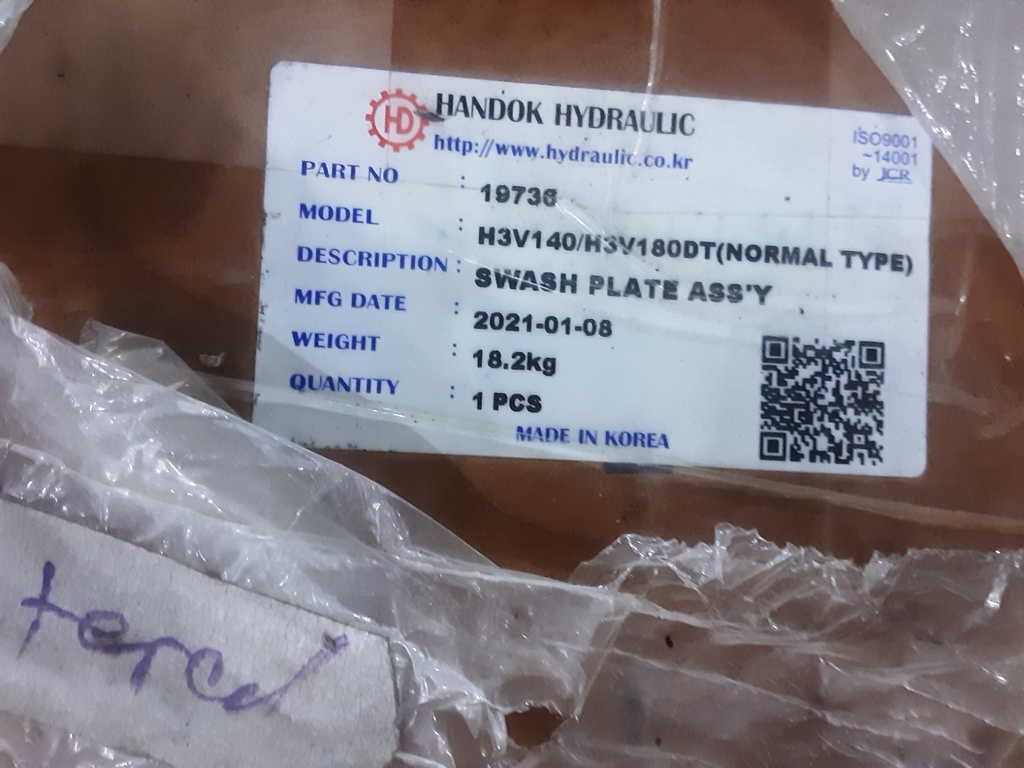 HD HANDOK HYDRAULIC
http://www.hydraulic.co.kr
ISO9001
~14001
by JCR
PART NO : 19736
MODEL : H3V140/H3V180DT(NORMAL TYPE)
DESCRIPTION : SWASH PLATE ASS'Y
MFG DATE : 2021-01-08
WEIGHT : 18.2kg
QUANTITY : 1 PCS
MADE IN KOREA